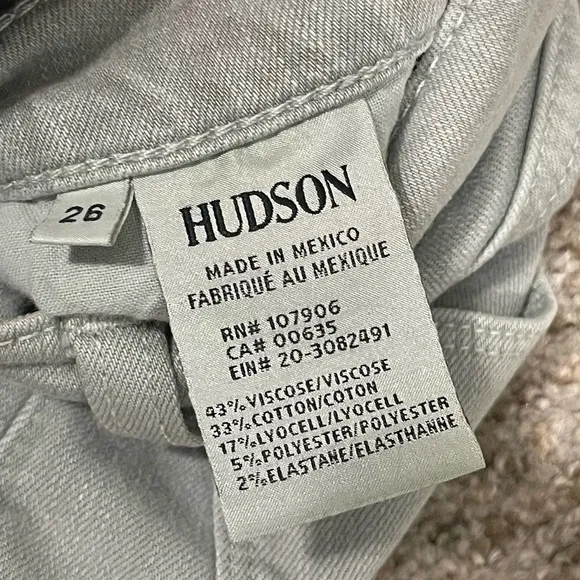 26
HUDSON
MADE IN MEXICO
FABRIQUÉ AU MEXIQUE
RN# 107906
CA# 00635
EIN# 20-3082491
43%VISCOSE/VISCOSE
33%COTTON/COTON
17%LYOCELL/LYOCELL
5%POLYESTER/POLYESTER
2%ELASTANE/ELASTHANNE